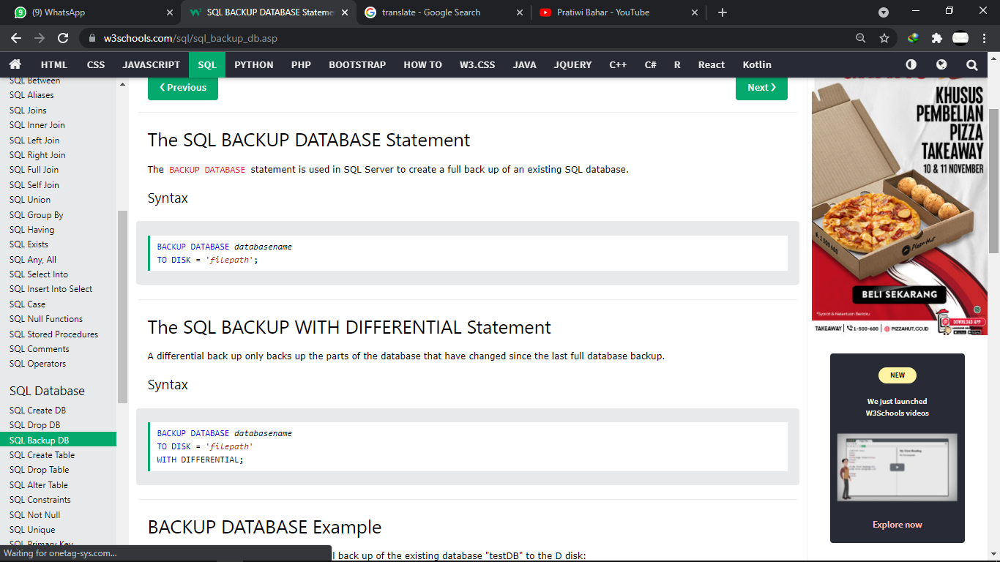 (9) WhatsApp
SQL BACKUP DATABASE Stateme
translate - Google Search
Pratiwi Bahar - YouTube
w3schools.com/sql/sql_backup_db.asp
HTML CSS JAVASCRIPT SQL PYTHON PHP BOOTSTRAP HOW TO W3.CSS JAVA JQUERY C++ C# R React Kotlin
SQL Between
SQL Aliases
SQL Joins
SQL Inner Join
SQL Left Join
SQL Right Join
SQL Full Join
SQL Self Join
SQL Union
SQL Group By
SQL Having
SQL Exists
SQL Any, All
SQL Select Into
SQL Insert Into Select
SQL Case
SQL Null Functions
SQL Stored Procedures
SQL Comments
SQL Operators
SQL Database
SQL Create DB
SQL Drop DB
SQL Backup DB
SQL Create Table
SQL Drop Table
SQL Alter Table
SQL Constraints
SQL Not Null
SQL Unique
SQL Primary Key
Waiting for onetag-sys.com...
❮ Previous
Next ❯
The SQL BACKUP DATABASE Statement
The BACKUP DATABASE statement is used in SQL Server to create a full back up of an existing SQL database.
Syntax
BACKUP DATABASE databasename
TO DISK = 'filepath';
The SQL BACKUP WITH DIFFERENTIAL Statement
A differential back up only backs up the parts of the database that have changed since the last full database backup.
Syntax
BACKUP DATABASE databasename
TO DISK = 'filepath'
WITH DIFFERENTIAL;
BACKUP DATABASE Example
l back up of the existing database "testDB" to the D disk:
KHUSUS
PEMBELIAN
PIZZA
TAKEAWAY
10 & 11 NOVEMBER
1 500 600
Pizza Hut
BELI SEKARANG
*Syarat & Ketentuan Berlaku
DOWNLOAD APP
TAKEAWAY 1-500-600 PIZZAHUT.CO.ID
NEW
We just launched
W3Schools videos
Explore now